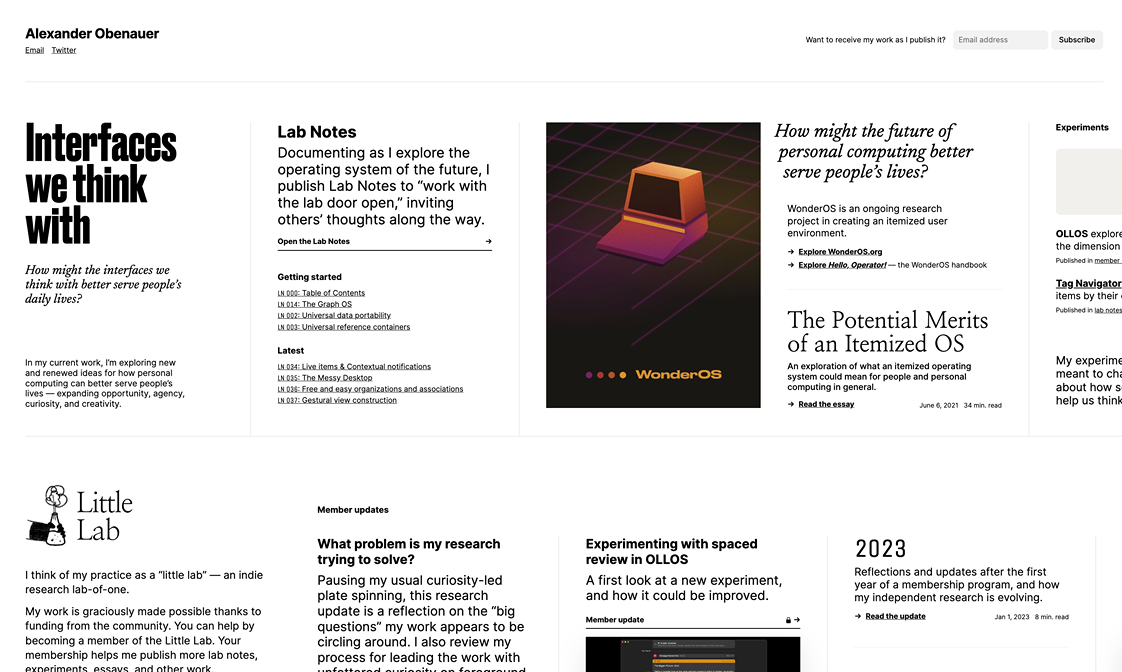 Alexander Obenauer
Email Twitter
Want to receive my work as I publish it? Email address Subscribe
Interfaces
we think
with
How might the interfaces we
think with better serve people's
daily lives?
In my current work, I'm exploring new
and renewed ideas for how personal
computing can better serve people's
lives — expanding opportunity, agency,
curiosity, and creativity.
Lab Notes
Documenting as I explore the
operating system of the future, I
publish Lab Notes to “work with
the lab door open,” inviting
others’ thoughts along the way.
Open the Lab Notes →
Getting started
LN 000: Table of Contents
LN 014: The Graph OS
LN 002: Universal data portability
LN 003: Universal reference containers
Latest
LN 034: Live items & Contextual notifications
LN 035: The Messy Desktop
LN 036: Free and easy organizations and associations
LN 037: Gestural view construction
WonderOS
How might the future of
personal computing better
serve people’s lives?
WonderOS is an ongoing research
project in creating an itemized user
environment.
→ Explore WonderOS.org
→ Explore Hello, Operator! — the WonderOS handbook
The Potential Merits
of an Itemized OS
An exploration of what an itemized operating
system could mean for people and personal
computing in general.
→ Read the essay June 6, 2021 34 min. read
Experiments
OLLOS explore
the dimension
Published in member
Tag Navigator
items by their
Published in lab notes
My experime
meant to cha
about how s
help us think
Little
Lab
I think of my practice as a “little lab” — an indie
research lab-of-one.
My work is graciously made possible thanks to
funding from the community. You can help by
becoming a member of the Little Lab. Your
membership helps me publish more lab notes,
experiments, essays, and other work.
Member updates
What problem is my research
trying to solve?
Pausing my usual curiosity-led
plate spinning, this research
update is a reflection on the “big
questions” my work appears to be
circling around. I also review my
process for leading the work with
unfettered curiosity on foreground
Experimenting with spaced
review in OLLOS
A first look at a new experiment,
and how it could be improved.
Member update →
2023
Reflections and updates after the first
year of a membership program, and how
my independent research is evolving.
→ Read the update Jan 1, 2023 8 min. read